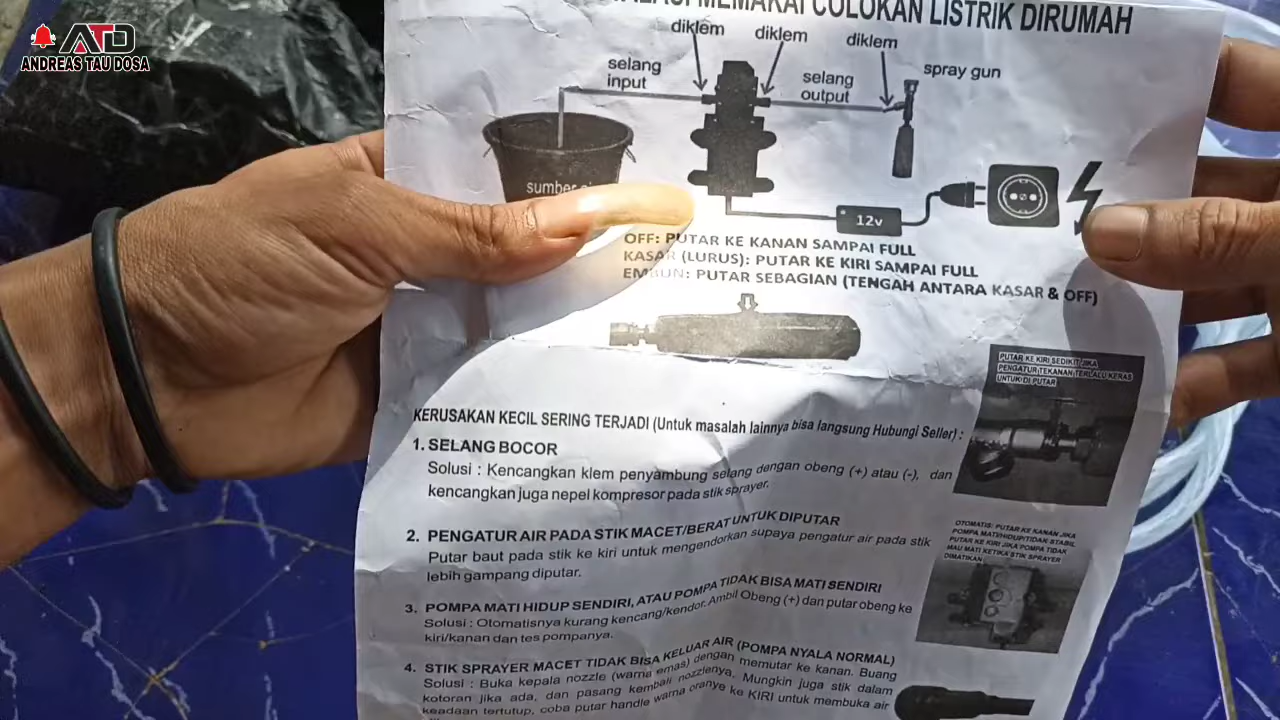 ATD
ANDREAS TAU DOSA
MEMAKAI COLOKAN LISTRIK DIRUMAH
diklem
diklem
diklem
selang
input
selang
output
spray gun
sumber
12v
OFF: PUTAR KE KANAN SAMPAI FULL
KASAR (LURUS): PUTAR KE KIRI SAMPAI FULL
EMBUN: PUTAR SEBAGIAN (TENGAH ANTARA KASAR & OFF)
PUTAR KE KIRI SEDIKIT JIKA
PENGATUR TEKANAN TERLALU KERAS
UNTUK DI PUTAR
KERUSAKAN KECIL SERING TERJADI (Untuk masalah lainnya bisa langsung Hubungi Seller) :
1. SELANG BOCOR
Solusi : Kencangkan klem penyambung selang dengan obeng (+) atau (-), dan
kencangkan juga nepel kompresor pada stik sprayer.
2. PENGATUR AIR PADA STIK MACET/BERAT UNTUK DIPUTAR
Putar baut pada stik ke kiri untuk mengendorkan supaya pengatur air pada stik
lebih gampang diputar.
OTOMATIS: PUTAR KE KANAN JIKA
POMPA MATI/HIDUP/TIDAK STABIL
PUTAR KE KIRI JIKA POMPA TIDAK
MAU MATI KETIKA STIK SPRAYER
DIMATIKAN
3. POMPA MATI HIDUP SENDIRI, ATAU POMPA TIDAK BISA MATI SENDIRI
Solusi : Otomatisnya kurang kencang/kendor. Ambil Obeng (+) dan putar obeng ke
kiri/kanan dan tes pompanya.
4. STIK SPRAYER MACET TIDAK BISA KELUAR AIR (POMPA NYALA NORMAL)
Solusi : Buka kepala nozzle (warna emas) dengan memutar ke kanan. Buang
kotoran jika ada, dan pasang kembali nozzlenya. Mungkin juga stik dalam
keadaan tertutup, coba putar handle warna oranye ke KIRI untuk membuka air